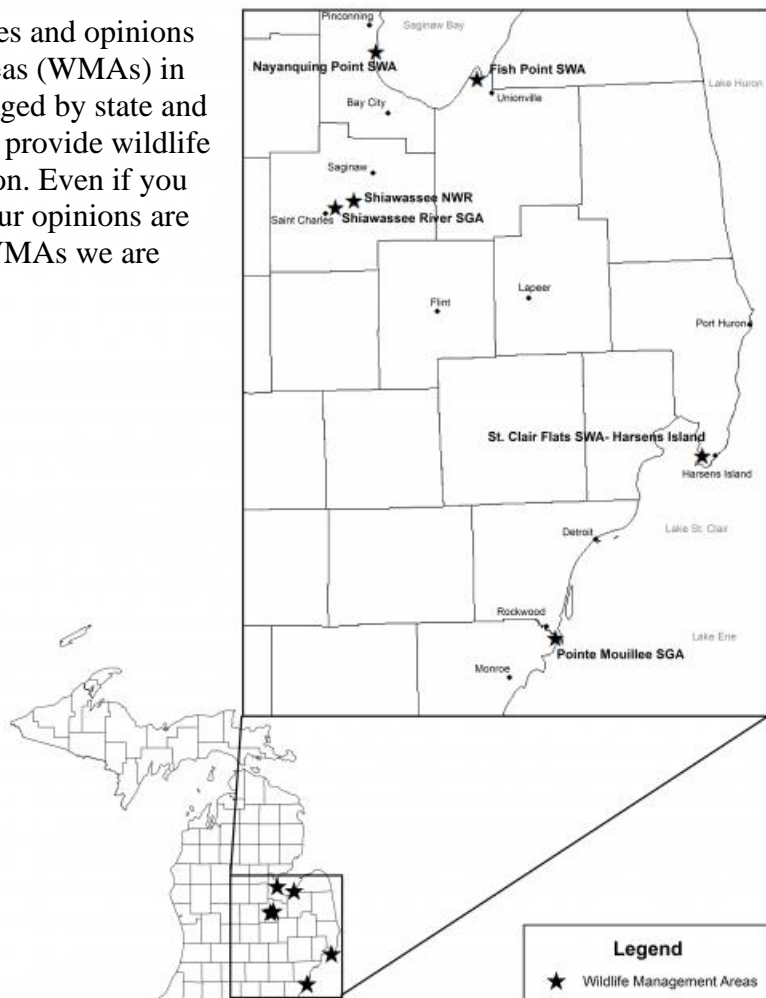 es and opinions
eas (WMAs) in
ged by state and
provide wildlife
on. Even if you
ur opinions are
WMAs we are
Pinconning
Saginaw Bay
Nayanquing Point SWA
Fish Point SWA
Lake Huron
Unionville
Bay City
Saginaw
Shiawassee NWR
Saint Charles
Shiawassee River SGA
Flint
Lapeer
Port Huron
St. Clair Flats SWA- Harsens Island
Harsens Island
Detroit
Lake St. Clair
Rockwood
Lake Erie
Pointe Mouillee SGA
Monroe
Legend
Wildlife Management Areas